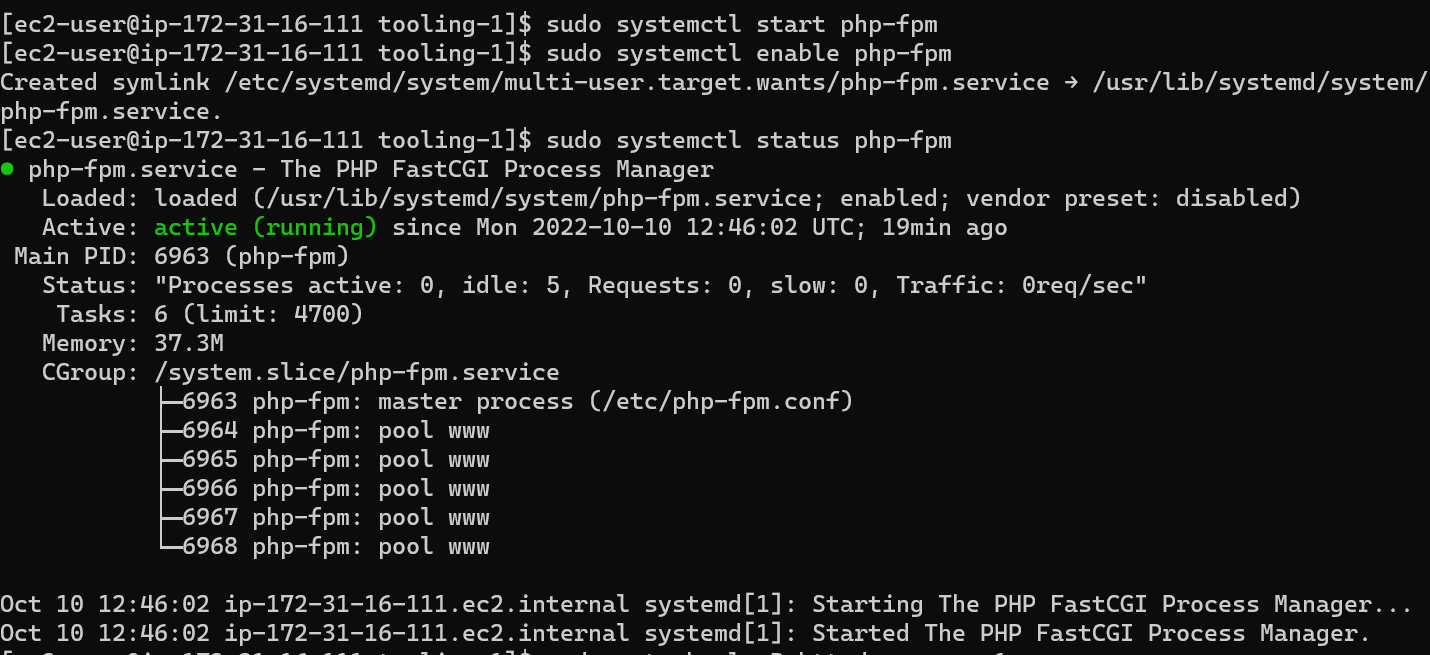 [ec2-user@ip-172-31-16-111 tooling-1]$ sudo systemctl start php-fpm
[ec2-user@ip-172-31-16-111 tooling-1]$ sudo systemctl enable php-fpm
Created symlink /etc/systemd/system/multi-user.target.wants/php-fpm.service → /usr/lib/systemd/system/
php-fpm.service.
[ec2-user@ip-172-31-16-111 tooling-1]$ sudo systemctl status php-fpm
● php-fpm.service - The PHP FastCGI Process Manager
   Loaded: loaded (/usr/lib/systemd/system/php-fpm.service; enabled; vendor preset: disabled)
   Active: active (running) since Mon 2022-10-10 12:46:02 UTC; 19min ago
 Main PID: 6963 (php-fpm)
   Status: "Processes active: 0, idle: 5, Requests: 0, slow: 0, Traffic: 0req/sec"
    Tasks: 6 (limit: 4700)
   Memory: 37.3M
   CGroup: /system.slice/php-fpm.service
           ├─6963 php-fpm: master process (/etc/php-fpm.conf)
           ├─6964 php-fpm: pool www
           ├─6965 php-fpm: pool www
           ├─6966 php-fpm: pool www
           ├─6967 php-fpm: pool www
           └─6968 php-fpm: pool www
Oct 10 12:46:02 ip-172-31-16-111.ec2.internal systemd[1]: Starting The PHP FastCGI Process Manager...
Oct 10 12:46:02 ip-172-31-16-111.ec2.internal systemd[1]: Started The PHP FastCGI Process Manager.